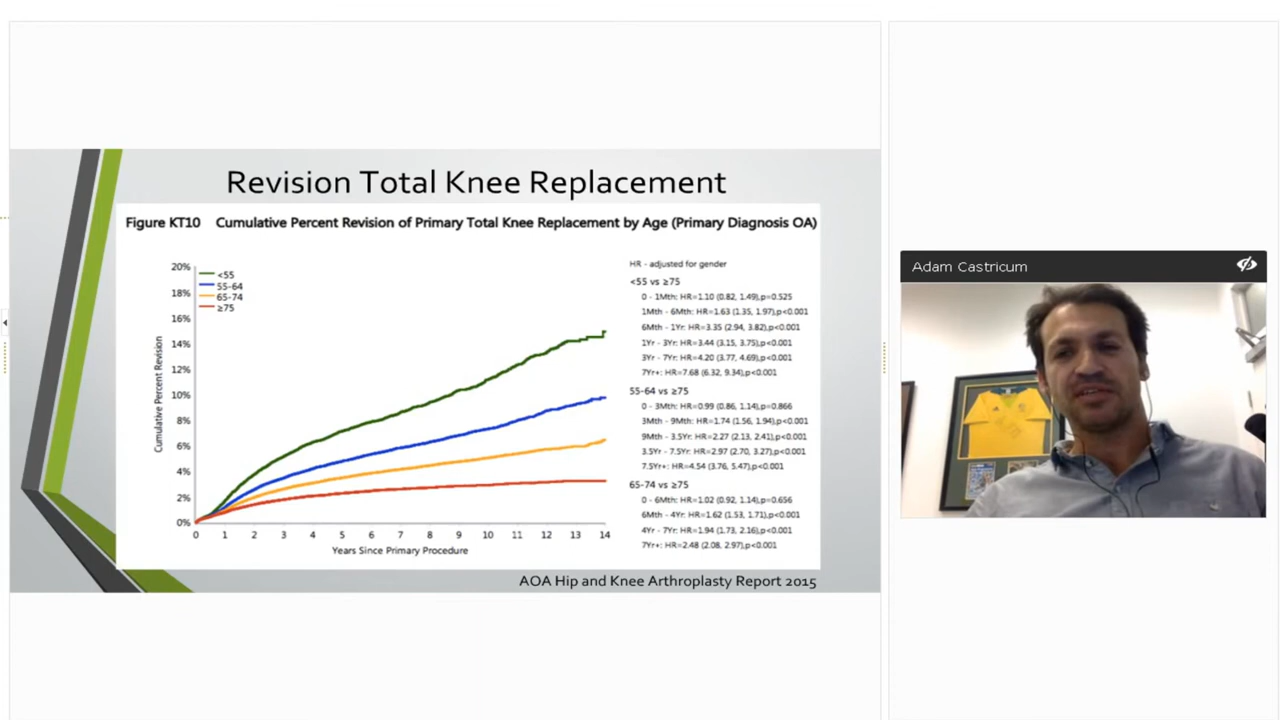 Revision Total Knee Replacement
Figure KT10 Cumulative Percent Revision of Primary Total Knee Replacement by Age (Primary Diagnosis OA)
20%
18%
16%
14%
12%
10%
8%
6%
4%
2%
0%
Cumulative Percent Revision
<55
55-64
65-74
≥75
0 1 2 3 4 5 6 7 8 9 10 11 12 13 14
Years Since Primary Procedure
HR - adjusted for gender
<55 vs ≥75
0 - 1Mth: HR=1.10 (0.82, 1.49),p=0.525
1Mth - 6Mth: HR=1.63 (1.35, 1.97),p<0.001
6Mth - 1Yr: HR=3.35 (2.94, 3.82),p<0.001
1Yr - 3Yr: HR=3.44 (3.15, 3.75),p<0.001
3Yr - 7Yr: HR=4.20 (3.77, 4.69),p<0.001
7Yr+: HR=7.68 (6.32, 9.34),p<0.001
55-64 vs ≥75
0 - 3Mth: HR=0.99 (0.86, 1.14),p=0.866
3Mth - 9Mth: HR=1.74 (1.56, 1.94),p<0.001
9Mth - 3.5Yr: HR=2.27 (2.13, 2.41),p<0.001
3.5Yr - 7.5Yr: HR=2.97 (2.70, 3.27),p<0.001
7.5Yr+: HR=4.54 (3.76, 5.47),p<0.001
65-74 vs ≥75
0 - 6Mth: HR=1.02 (0.92, 1.14),p=0.656
6Mth - 4Yr: HR=1.62 (1.53, 1.71),p<0.001
4Yr - 7Yr: HR=1.94 (1.73, 2.16),p<0.001
7Yr+: HR=2.48 (2.08, 2.97),p<0.001
AOA Hip and Knee Arthroplasty Report 2015
Adam Castricum